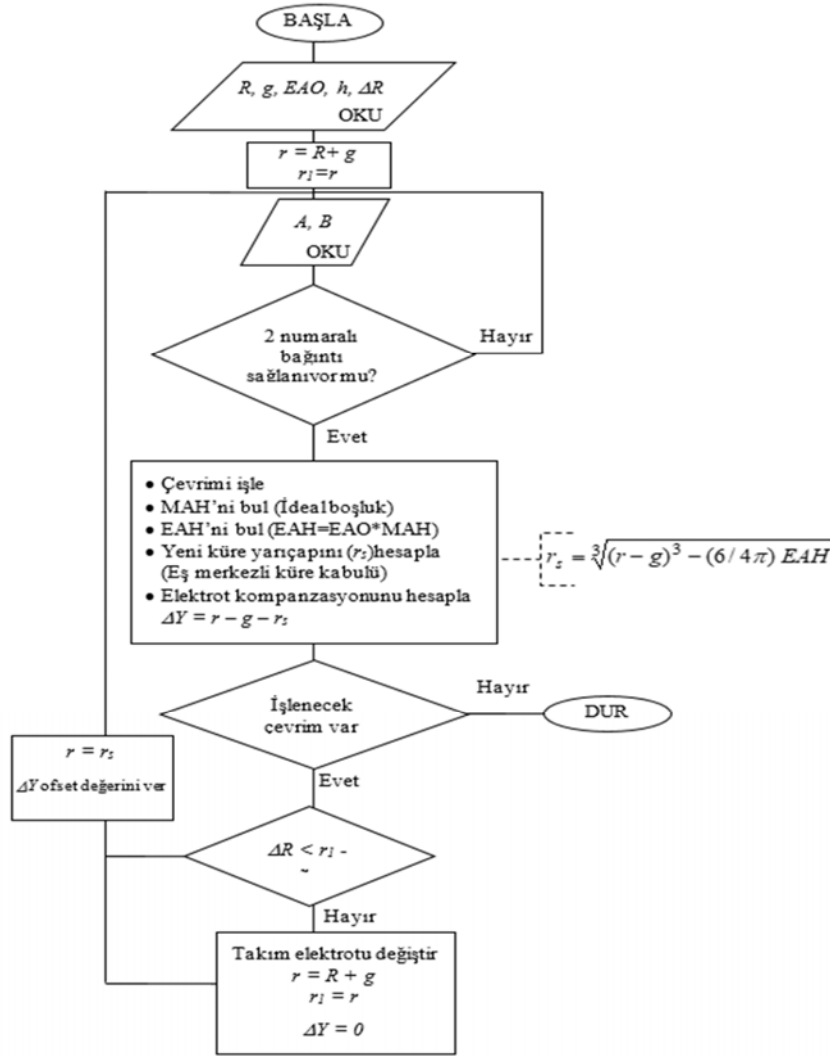 BAŞLA
R, g, EAO, h, ΔR
OKU
r = R+ g
r₁=r
A, B
OKU
2 numaralı
bağıntı
sağlanıvormu?
Hayır
Evet
• Çevrimi işle
• MAH’ni bul (İdeal boşluk)
• EAH’ni bul (EAH=EAO*MAH)
• Yeni küre yarıçapını (rₛ)hesapla
(Eş merkezli küre kabulü)
• Elektrot kompanzasyonunu hesapla
ΔY = r – g – rₛ
rₛ = ∛((r – g)³ – (6 / 4π) EAH
İşlenecek
çevrim var
Hayır
DUR
Evet
r = rₛ
ΔY ofset değerini ver
ΔR < r₁ -
Hayır
Takım elektrotu değiştir
r = R + g
r₁ = r
ΔY = 0